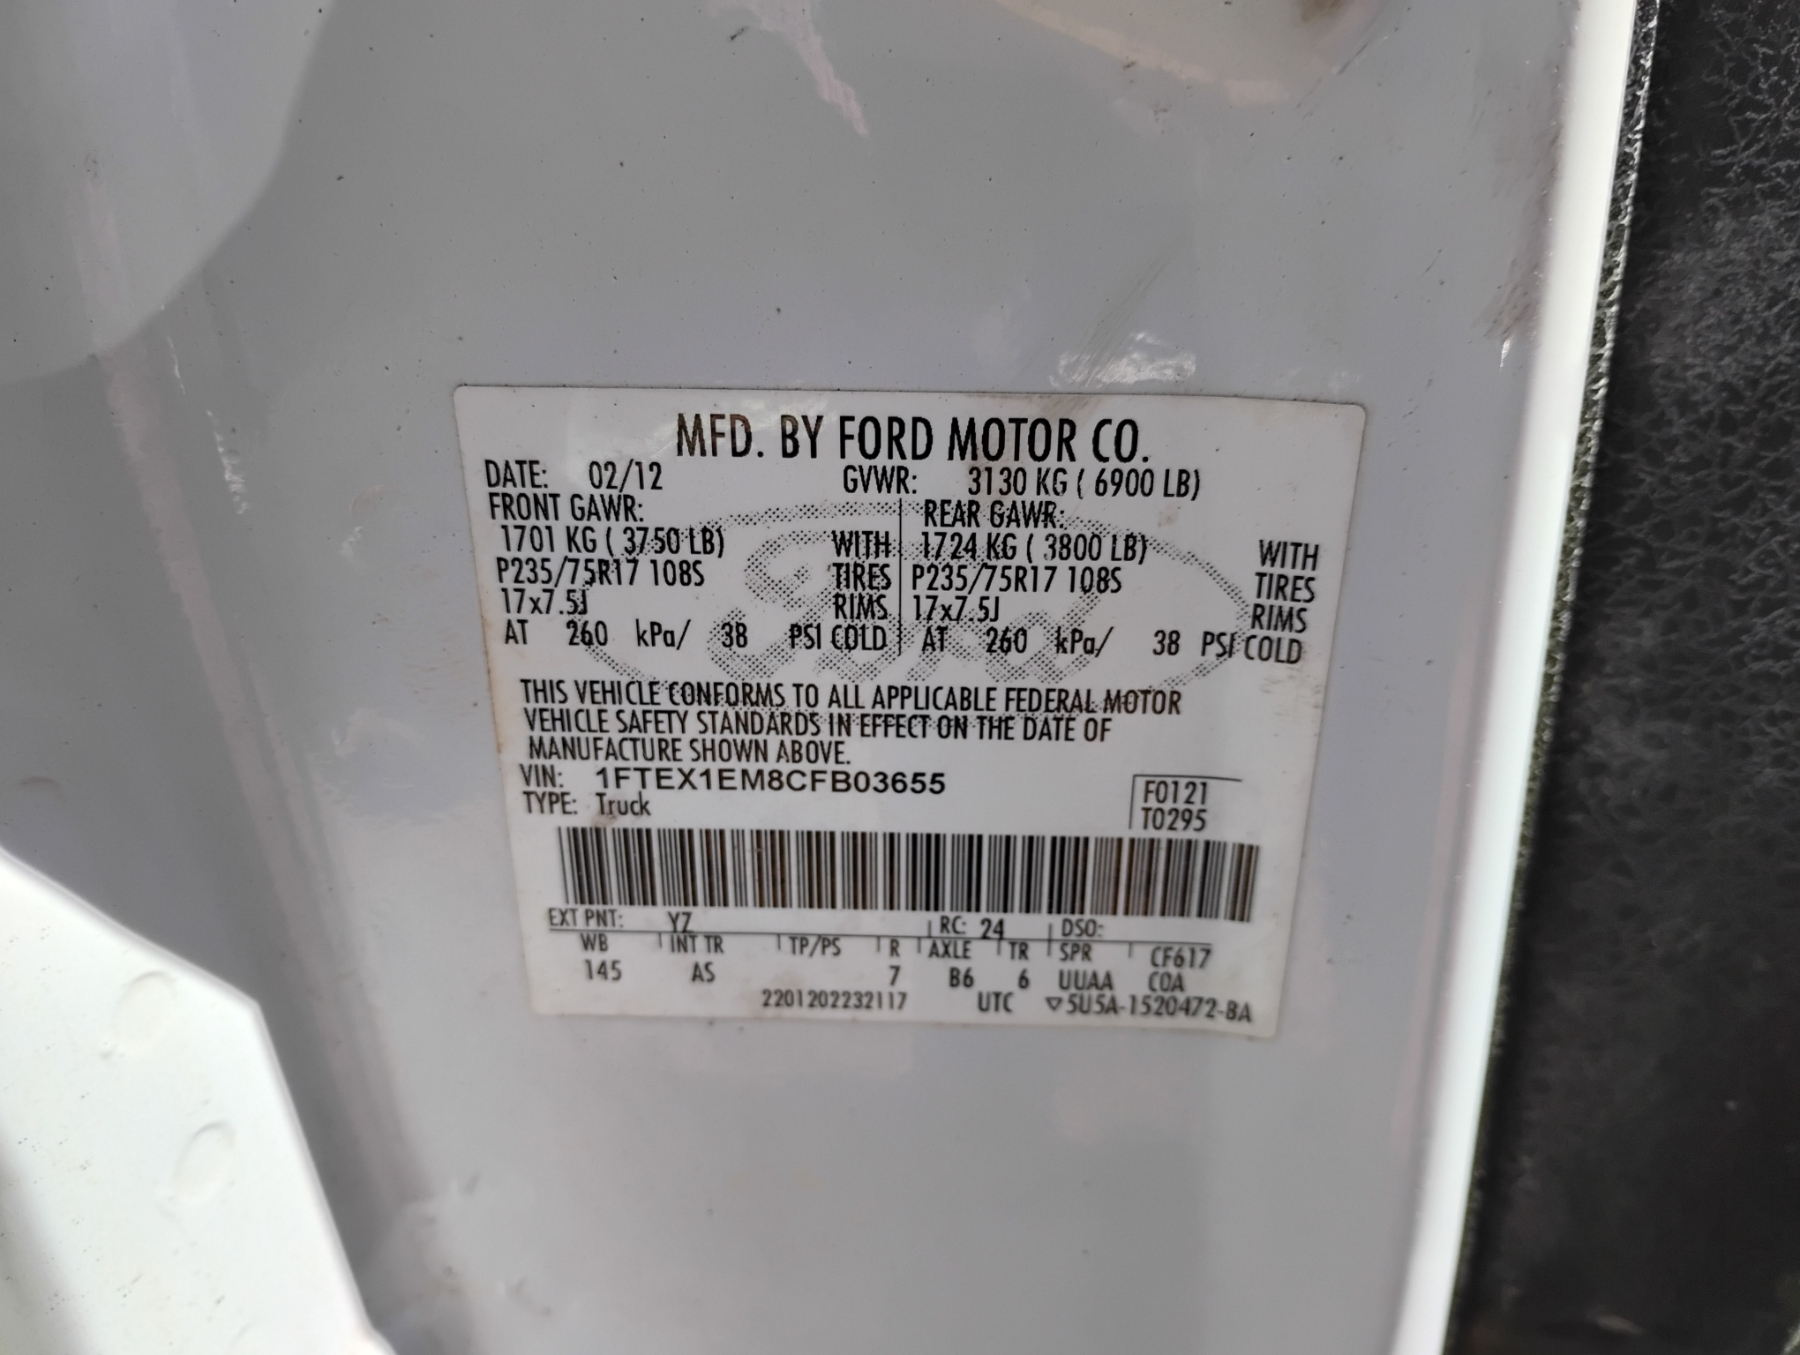 MFD. BY FORD MOTOR CO.
DATE: 02/12 GVWR: 3130 KG ( 6900 LB)
FRONT GAWR: REAR GAWR:
1701 KG ( 3750 LB) WITH 1724 KG ( 3800 LB) WITH
P235/75R17 108S TIRES P235/75R17 108S TIRES
17x7.5J RIMS 17x7.5J RIMS
AT 260 kPa/ 38 PSI COLD AT 260 kPa/ 38 PSI COLD
Ford
THIS VEHICLE CONFORMS TO ALL APPLICABLE FEDERAL MOTOR
VEHICLE SAFETY STANDARDS IN EFFECT ON THE DATE OF
MANUFACTURE SHOWN ABOVE.
VIN: 1FTEX1EM8CFB03655 F0121
TYPE: Truck T0295
EXT PNT: YZ RC: 24 DSO:
WB INT TR TP/PS R AXLE TR SPR CF617
145 AS 7 B6 6 UUAA COA
2201202232117 UTC ▽5U5A-1520472-BA